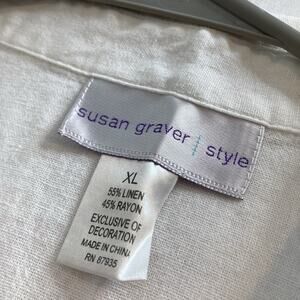 susan graver | style
XL
55% LINEN
45% RAYON
EXCLUSIVE OF
DECORATION
MADE IN CHINA
RN 87935